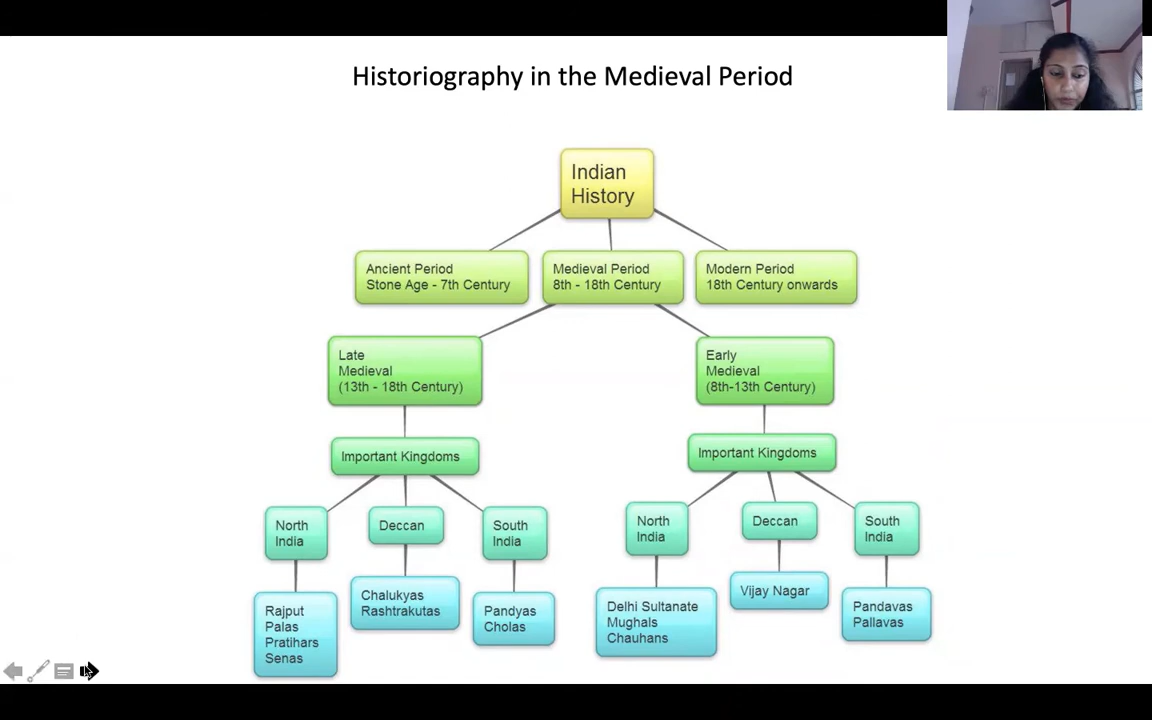 Historiography in the Medieval Period
Indian
History
Ancient Period
Stone Age - 7th Century
Medieval Period
8th - 18th Century
Modern Period
18th Century onwards
Late
Medieval
(13th - 18th Century)
Early
Medieval
(8th-13th Century)
Important Kingdoms
Important Kingdoms
North
India
Deccan
South
India
North
India
Deccan
South
India
Rajput
Palas
Pratihars
Senas
Chalukyas
Rashtrakutas
Pandyas
Cholas
Delhi Sultanate
Mughals
Chauhans
Vijay Nagar
Pandavas
Pallavas